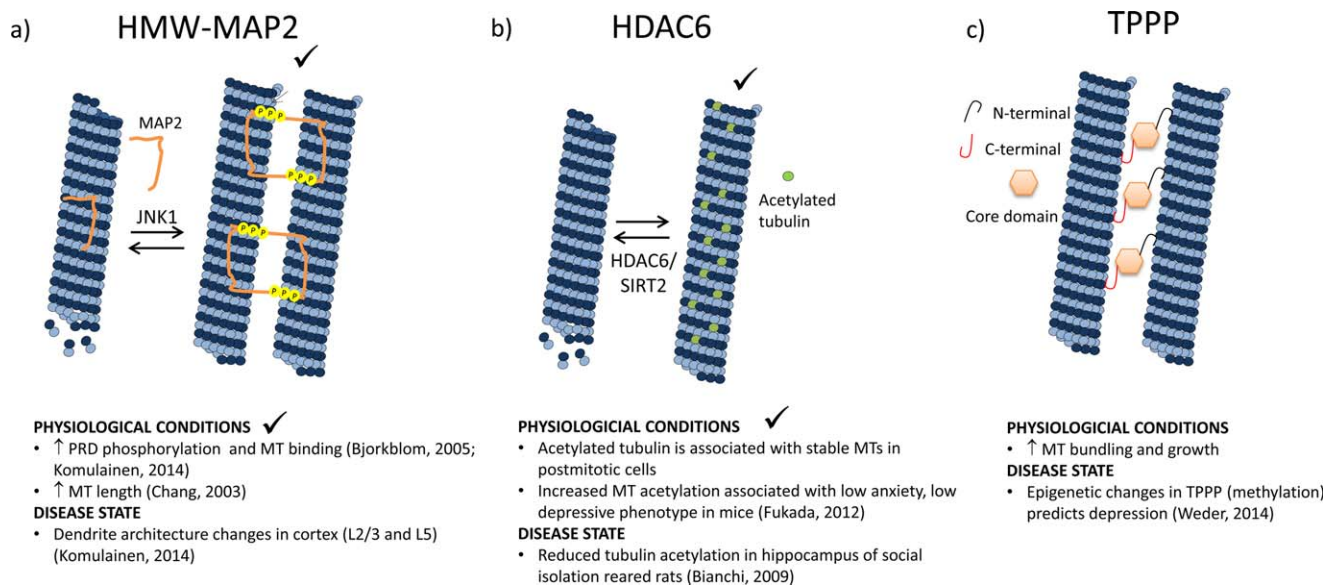 a)
HMW-MAP2
MAP2
JNK1
P P P
P P P
P P P
P P P
PHYSIOLOGICAL CONDITIONS
• ↑ PRD phosphorylation and MT binding (Bjorkblom, 2005;
Komulainen, 2014)
• ↑ MT length (Chang, 2003)
DISEASE STATE
• Dendrite architecture changes in cortex (L2/3 and L5)
(Komulainen, 2014)
b)
HDAC6
Acetylated
tubulin
HDAC6/
SIRT2
PHYSIOLOGICIAL CONDITIONS
• Acetylated tubulin is associated with stable MTs in
postmitotic cells
• Increased MT acetylation associated with low anxiety, low
depressive phenotype in mice (Fukada, 2012)
DISEASE STATE
• Reduced tubulin acetylation in hippocampus of social
isolation reared rats (Bianchi, 2009)
c)
TPPP
N-terminal
C-terminal
Core domain
PHYSIOLOGICIAL CONDITIONS
• ↑ MT bundling and growth
DISEASE STATE
• Epigenetic changes in TPPP (methylation)
predicts depression (Weder, 2014)